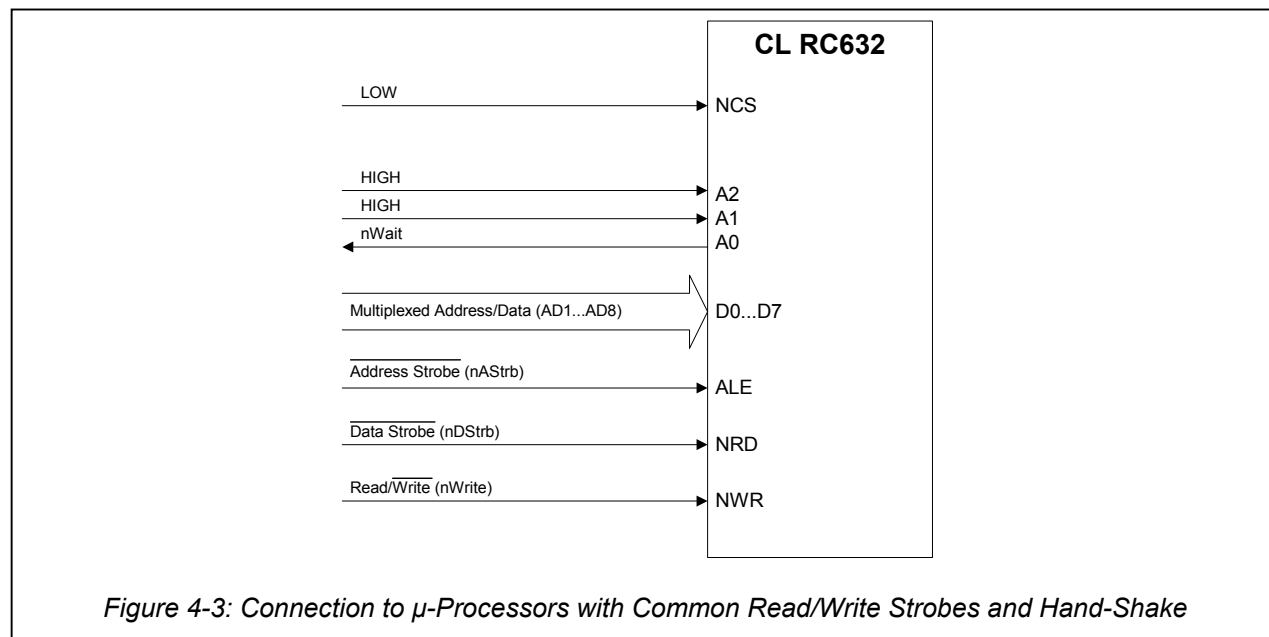 CL RC632
LOW
NCS
HIGH
A2
HIGH
A1
nWait
A0
Multiplexed Address/Data (AD1...AD8)
D0...D7
Address Strobe (nAStrb)
ALE
Data Strobe (nDStrb)
NRD
Read/Write (nWrite)
NWR
Figure 4-3: Connection to µ-Processors with Common Read/Write Strobes and Hand-Shake